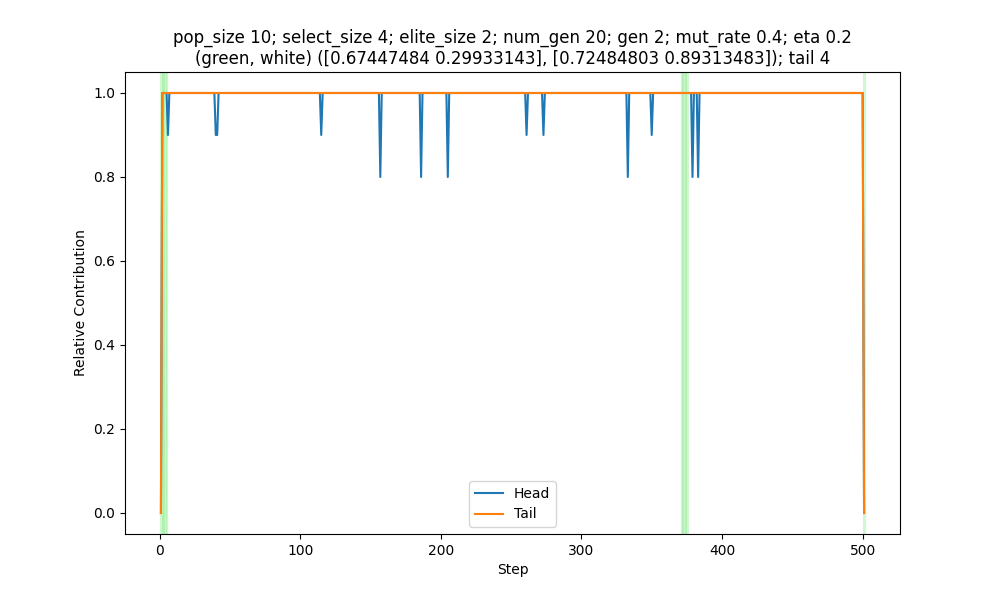 pop_size 10; select_size 4; elite_size 2; num_gen 20; gen 2; mut_rate 0.4; eta 0.2
(green, white) ([0.67447484 0.29933143], [0.72484803 0.89313483]); tail 4
1.0
0.8
0.6
0.4
0.2
0.0
Relative Contribution
Head
Tail
0 100 200 300 400 500
Step